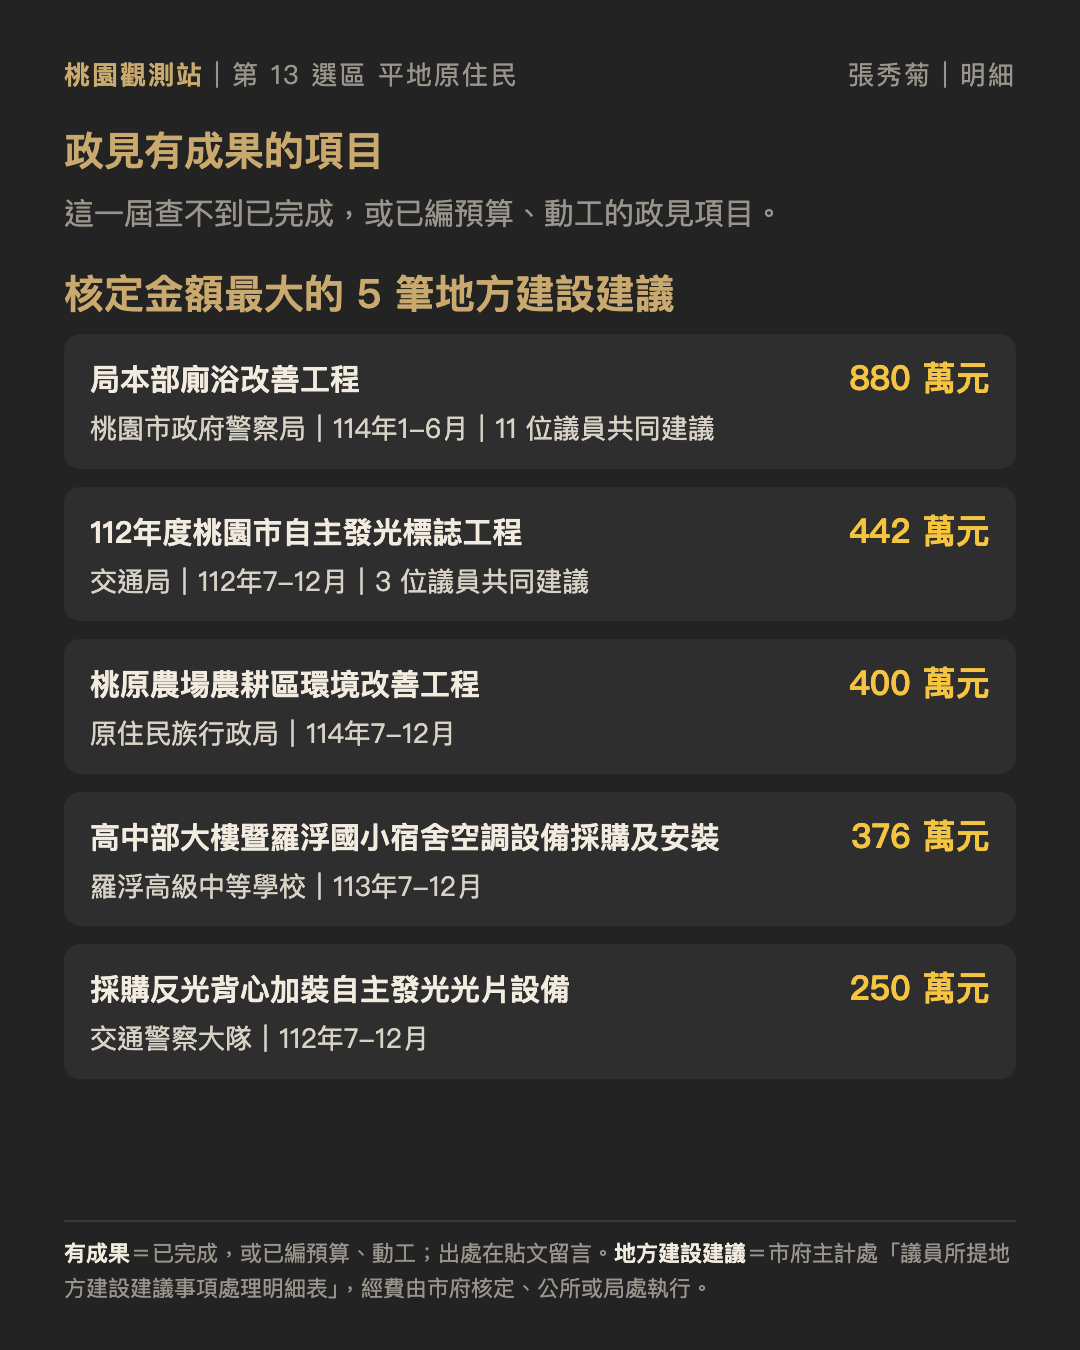 桃園觀測站｜第 13 選區 平地原住民
張秀菊｜明細
政見有成果的項目
這一屆查不到已完成，或已編預算、動工的政見項目。
核定金額最大的 5 筆地方建設建議
局本部廁浴改善工程
880 萬元
桃園市政府警察局｜114年1–6月｜11 位議員共同建議
112年度桃園市自主發光標誌工程
442 萬元
交通局｜112年7–12月｜3 位議員共同建議
桃原農場農耕區環境改善工程
400 萬元
原住民族行政局｜114年7–12月
高中部大樓暨羅浮國小宿舍空調設備採購及安裝
376 萬元
羅浮高級中等學校｜113年7–12月
採購反光背心加裝自主發光光片設備
250 萬元
交通警察大隊｜112年7–12月
有成果＝已完成，或已編預算、動工；出處在貼文留言。地方建設建議＝市府主計處「議員所提地
方建設建議事項處理明細表」，經費由市府核定、公所或局處執行。